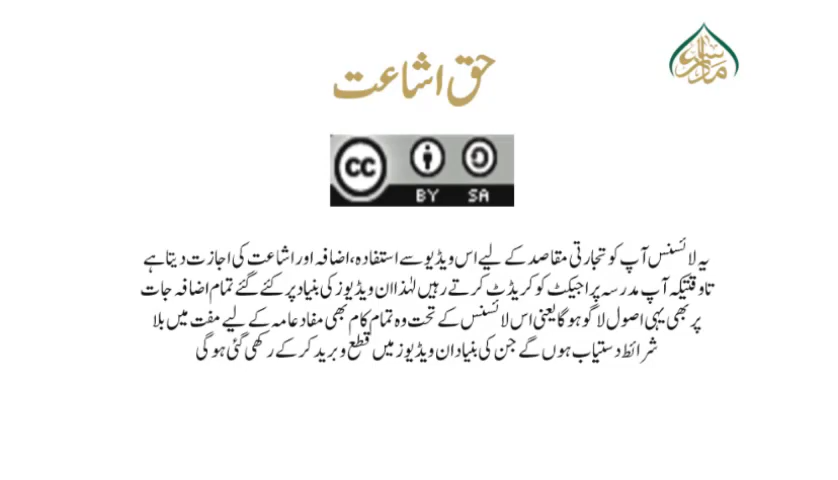 مدرسہ
حق اشاعت
cc BY SA
یہ لائسنس آپ کو تجارتی مقاصد کے لیے اس ویڈیو سے استفادہ، اضافہ اور اشاعت کی اجازت دیتا ہے
تاوقتیکہ آپ مدرسہ پراجیکٹ کو کریڈٹ کرتے رہیں لہٰذا ان ویڈیوز کی بنیاد پر کئے گئے تمام اضافہ جات
پر بھی یہی اصول لاگو ہوگا یعنی اس لائسنس کے تحت وہ تمام کام بھی مفاد عامہ کے لیے مفت میں بلا
شرائط دستیاب ہوں گے جن کی بنیاد ان ویڈیوز میں قطع و برید کر کے رکھی گئی ہوگی